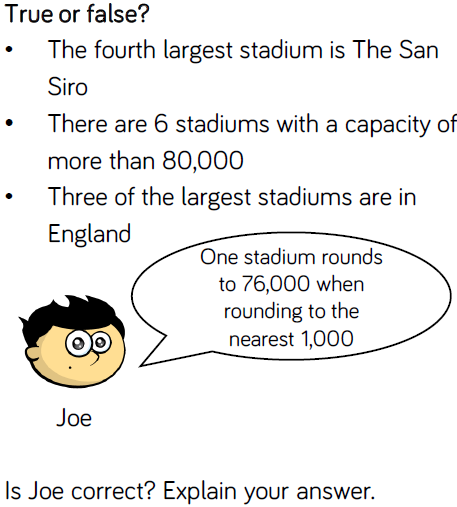 True or false?
• The fourth largest stadium is The San
Siro
• There are 6 stadiums with a capacity of
more than 80,000
• Three of the largest stadiums are in
England
One stadium rounds
to 76,000 when
rounding to the
nearest 1,000
Joe
Is Joe correct? Explain your answer.